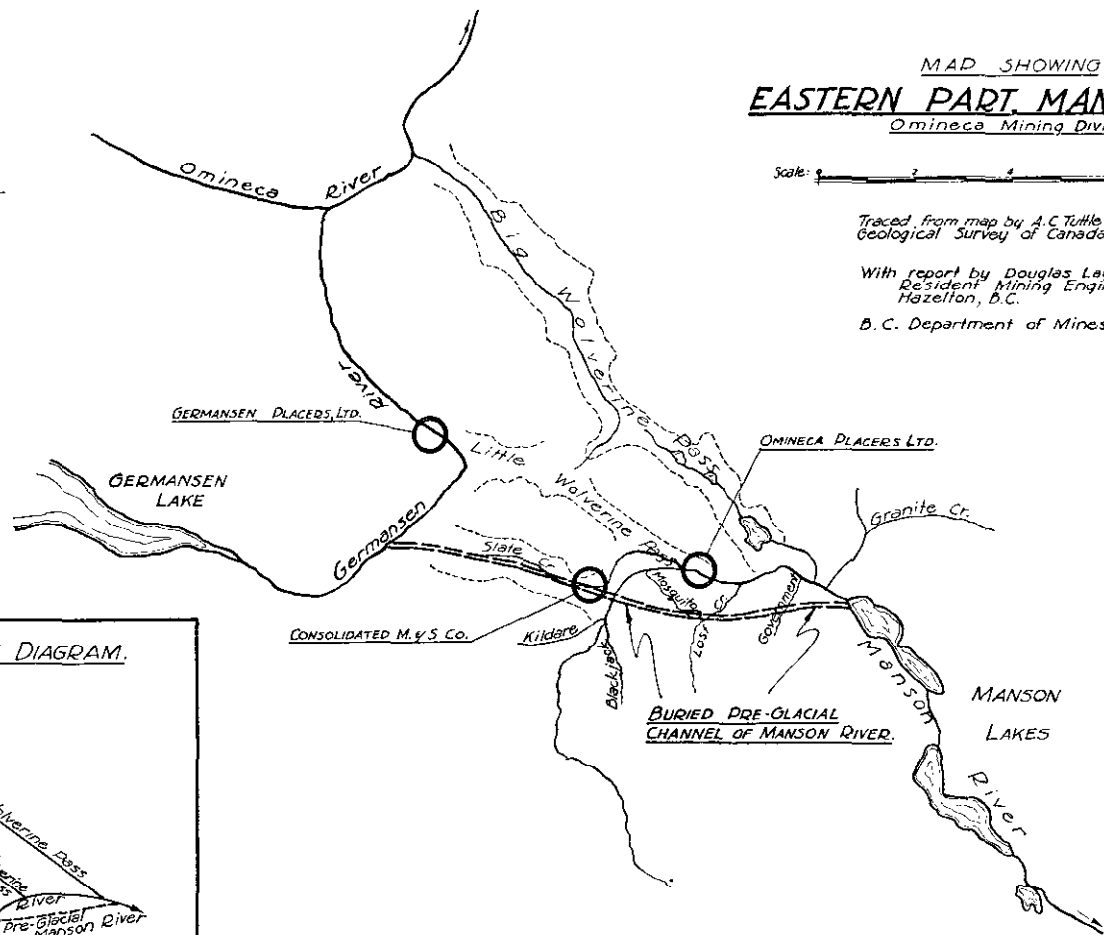 MAP SHOWING
EASTERN PART, MAN
Omineca Mining Div
Scale: 0 2 4
Traced from map by A.C. Tuttle
Geological Survey of Canada
With report by Douglas La
Resident Mining Engi
Hazelton, B.C.
B.C. Department of Mines
Omineca River
Big Wolverine Pass
River
GERMANSEN PLACERS, LTD.
Little Wolverine Pass
OMINECA PLACERS LTD.
GERMANSEN
LAKE
Germansen
Granite Cr.
Slate Cr.
Mosquito
Cr.
Lost
Government
CONSOLIDATED M. & S. Co.
Kildare
Blackjack
BURIED PRE-GLACIAL
CHANNEL OF MANSON RIVER.
Manson River
MANSON
LAKES
DIAGRAM.
Wolverine Pass
River
Pre-Glacial
Manson River